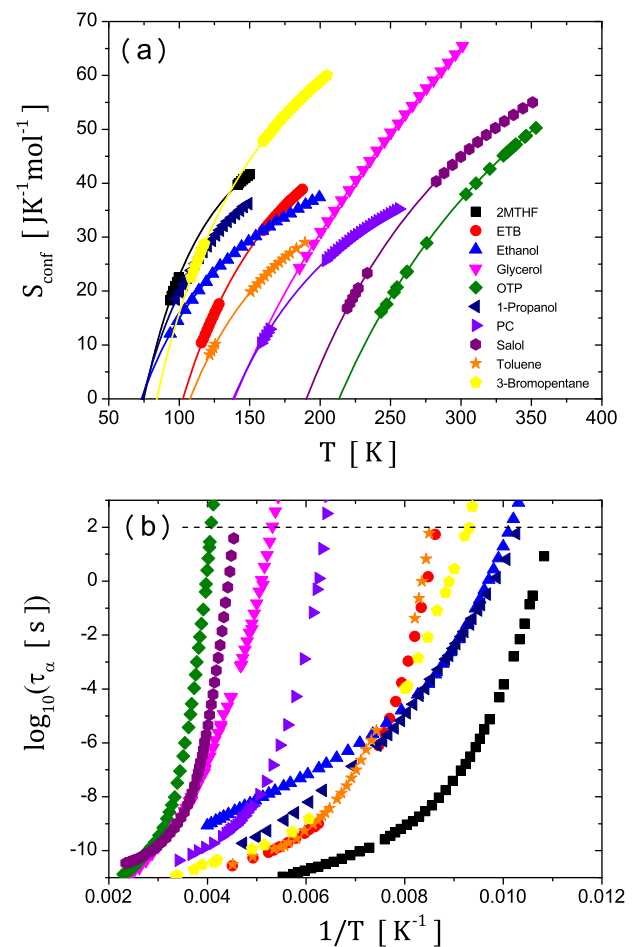 (a)
70
60
50
40
30
20
10
0
S_conf [ JK⁻¹mol⁻¹ ]
2MTHF
ETB
Ethanol
Glycerol
OTP
1-Propanol
PC
Salol
Toluene
3-Bromopentane
50 100 150 200 250 300 350 400
T [ K ]
(b)
2
0
-2
-4
-6
-8
-10
log₁₀(τ_α [ s ])
0.002 0.004 0.006 0.008 0.010 0.012
1/T [ K⁻¹ ]